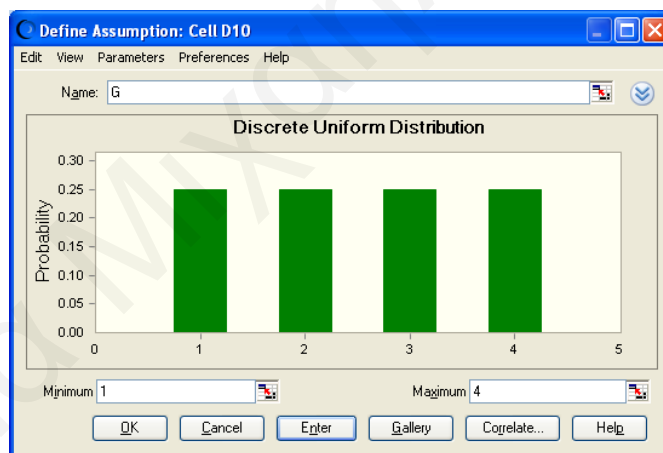 Define Assumption: Cell D10
Edit View Parameters Preferences Help
Name: G
Discrete Uniform Distribution
0.30
0.25
0.20
0.15
0.10
0.05
0.00
Probability
0 1 2 3 4 5
Minimum 1 Maximum 4
OK Cancel Enter Gallery Correlate... Help